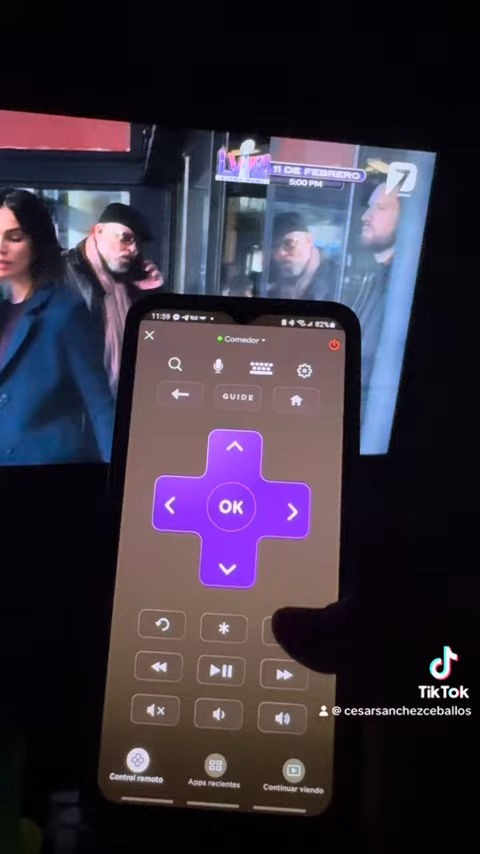 LVIII
11 DE FEBRERO
5:00 PM
7
11:59
82%
Comedor
GUIDE
OK
Control remoto
Apps recientes
Continuar viendo
TikTok
@ cesarsanchezceballos